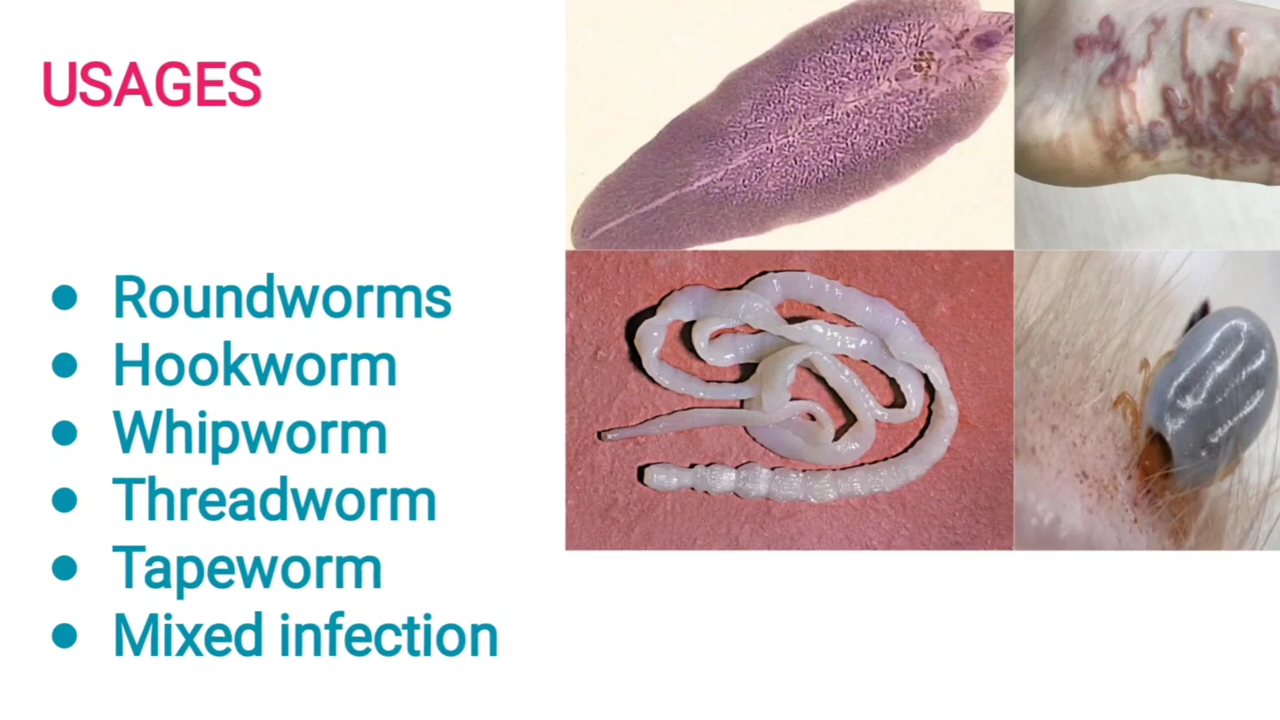 USAGES
● Roundworms
● Hookworm
● Whipworm
● Threadworm
● Tapeworm
● Mixed infection